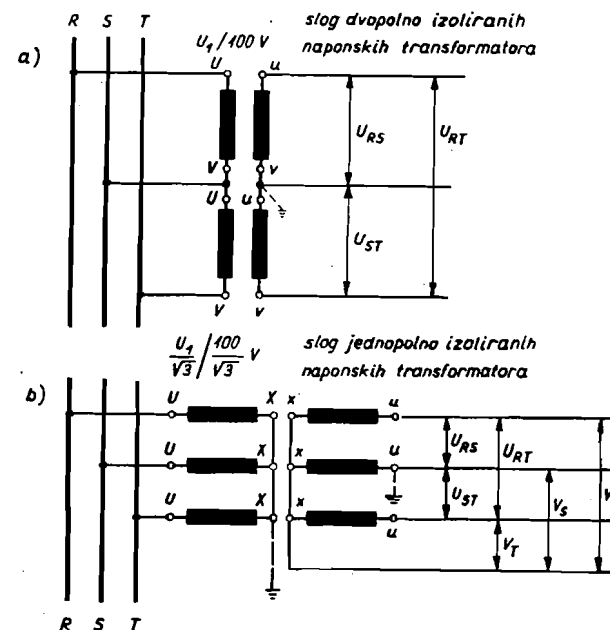 R S T
slog dvopolno izoliranih
naponskih transformatora
a)
U₁/100 V
U u
V v
U u
V v
U_RS
U_RT
U_ST
U₁/√3 / 100/√3 V
slog jednopolno izoliranih
naponskih transformatora
b)
U X x u
U X x u
U X x u
U_RS
U_RT
U_ST
V_S
V_T
R S T